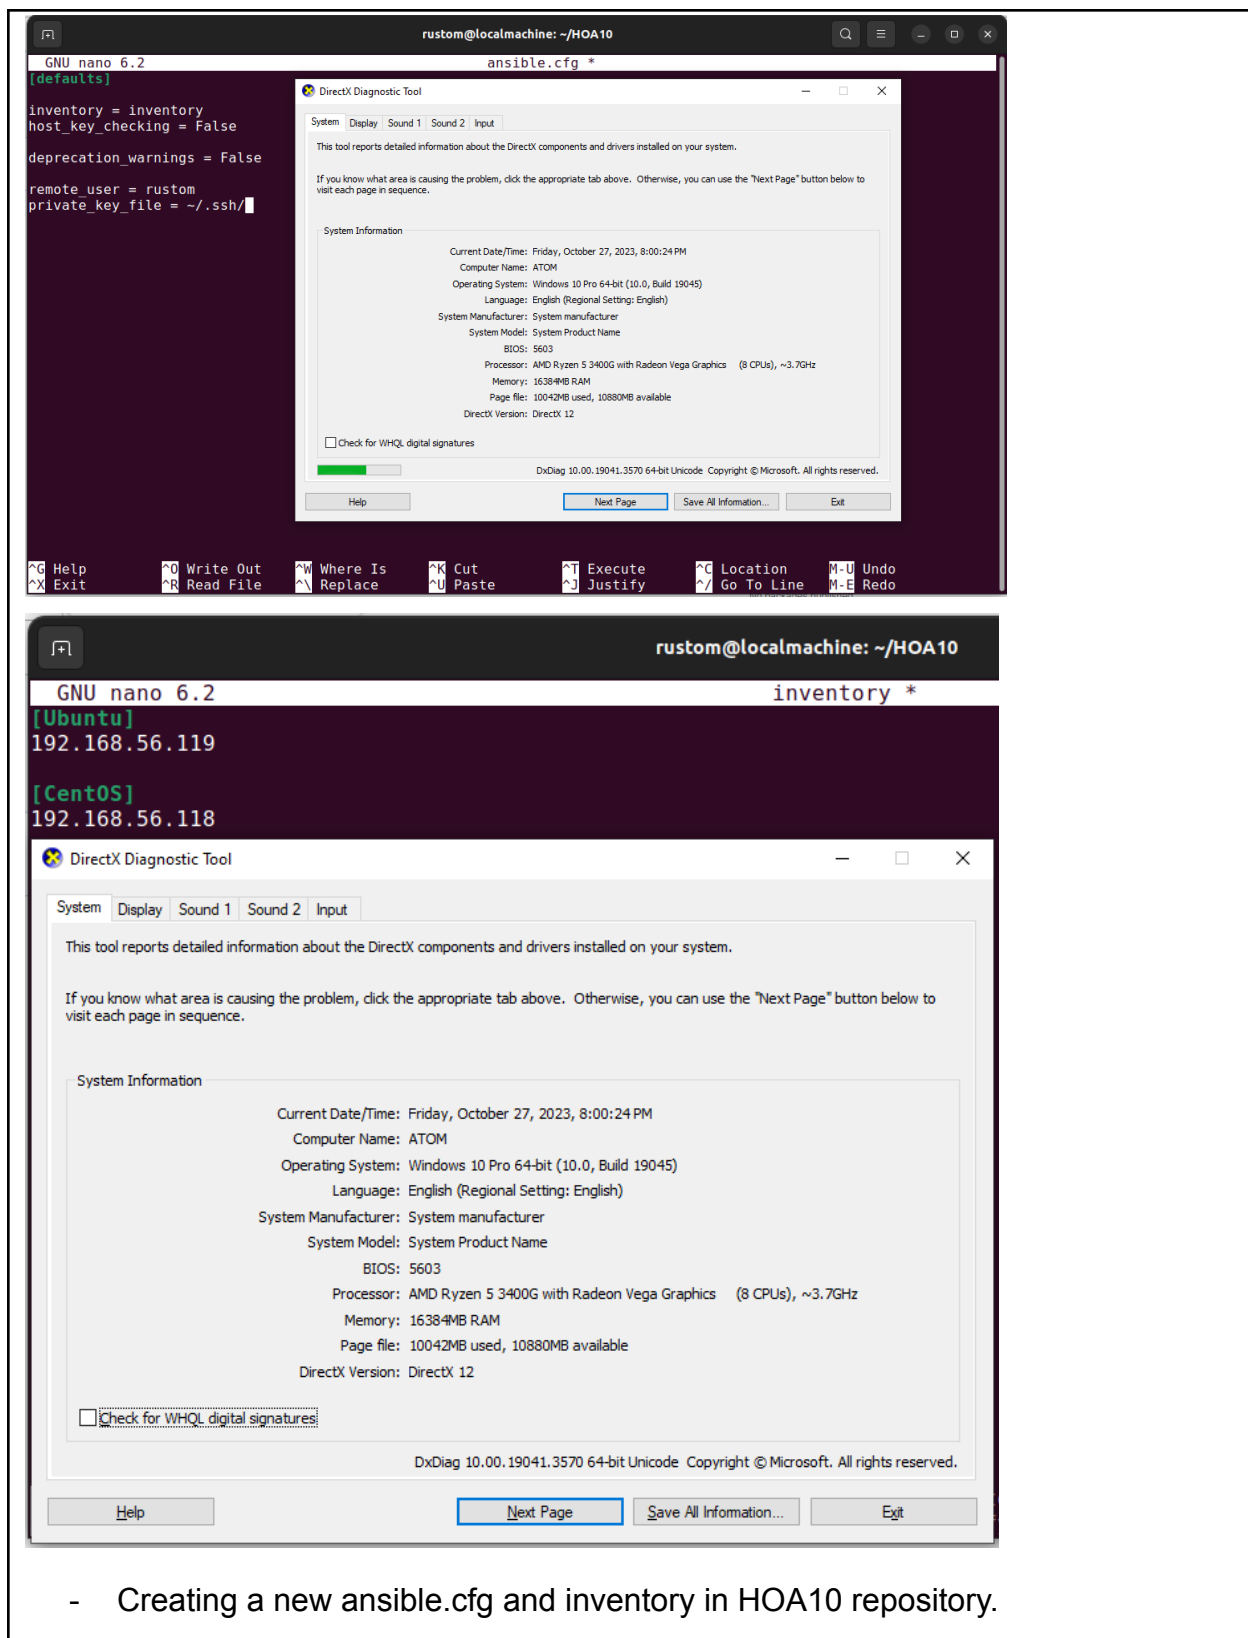 rustom@localmachine: ~/HOA10
GNU nano 6.2 ansible.cfg *
[defaults]
inventory = inventory
host_key_checking = False
deprecation_warnings = False
remote_user = rustom
private_key_file = ~/.ssh/
DirectX Diagnostic Tool
System Display Sound 1 Sound 2 Input
This tool reports detailed information about the DirectX components and drivers installed on your system.
If you know what area is causing the problem, click the appropriate tab above. Otherwise, you can use the "Next Page" button below to
visit each page in sequence.
System Information
Current Date/Time: Friday, October 27, 2023, 8:00:24 PM
Computer Name: ATOM
Operating System: Windows 10 Pro 64-bit (10.0, Build 19045)
Language: English (Regional Setting: English)
System Manufacturer: System manufacturer
System Model: System Product Name
BIOS: 5603
Processor: AMD Ryzen 5 3400G with Radeon Vega Graphics (8 CPUs), ~3.7GHz
Memory: 16384MB RAM
Page file: 10042MB used, 10880MB available
DirectX Version: DirectX 12
Check for WHQL digital signatures
DxDiag 10.00.19041.3570 64-bit Unicode Copyright © Microsoft. All rights reserved.
Help Next Page Save All Information... Exit
^G Help ^O Write Out ^W Where Is ^K Cut ^T Execute ^C Location M-U Undo
^X Exit ^R Read File ^\ Replace ^U Paste ^J Justify ^/ Go To Line M-E Redo
rustom@localmachine: ~/HOA10
GNU nano 6.2 inventory *
[Ubuntu]
192.168.56.119
[CentOS]
192.168.56.118
DirectX Diagnostic Tool
System Display Sound 1 Sound 2 Input
This tool reports detailed information about the DirectX components and drivers installed on your system.
If you know what area is causing the problem, click the appropriate tab above. Otherwise, you can use the "Next Page" button below to
visit each page in sequence.
System Information
Current Date/Time: Friday, October 27, 2023, 8:00:24 PM
Computer Name: ATOM
Operating System: Windows 10 Pro 64-bit (10.0, Build 19045)
Language: English (Regional Setting: English)
System Manufacturer: System manufacturer
System Model: System Product Name
BIOS: 5603
Processor: AMD Ryzen 5 3400G with Radeon Vega Graphics (8 CPUs), ~3.7GHz
Memory: 16384MB RAM
Page file: 10042MB used, 10880MB available
DirectX Version: DirectX 12
Check for WHQL digital signatures
DxDiag 10.00.19041.3570 64-bit Unicode Copyright © Microsoft. All rights reserved.
Help Next Page Save All Information... Exit
- Creating a new ansible.cfg and inventory in HOA10 repository.